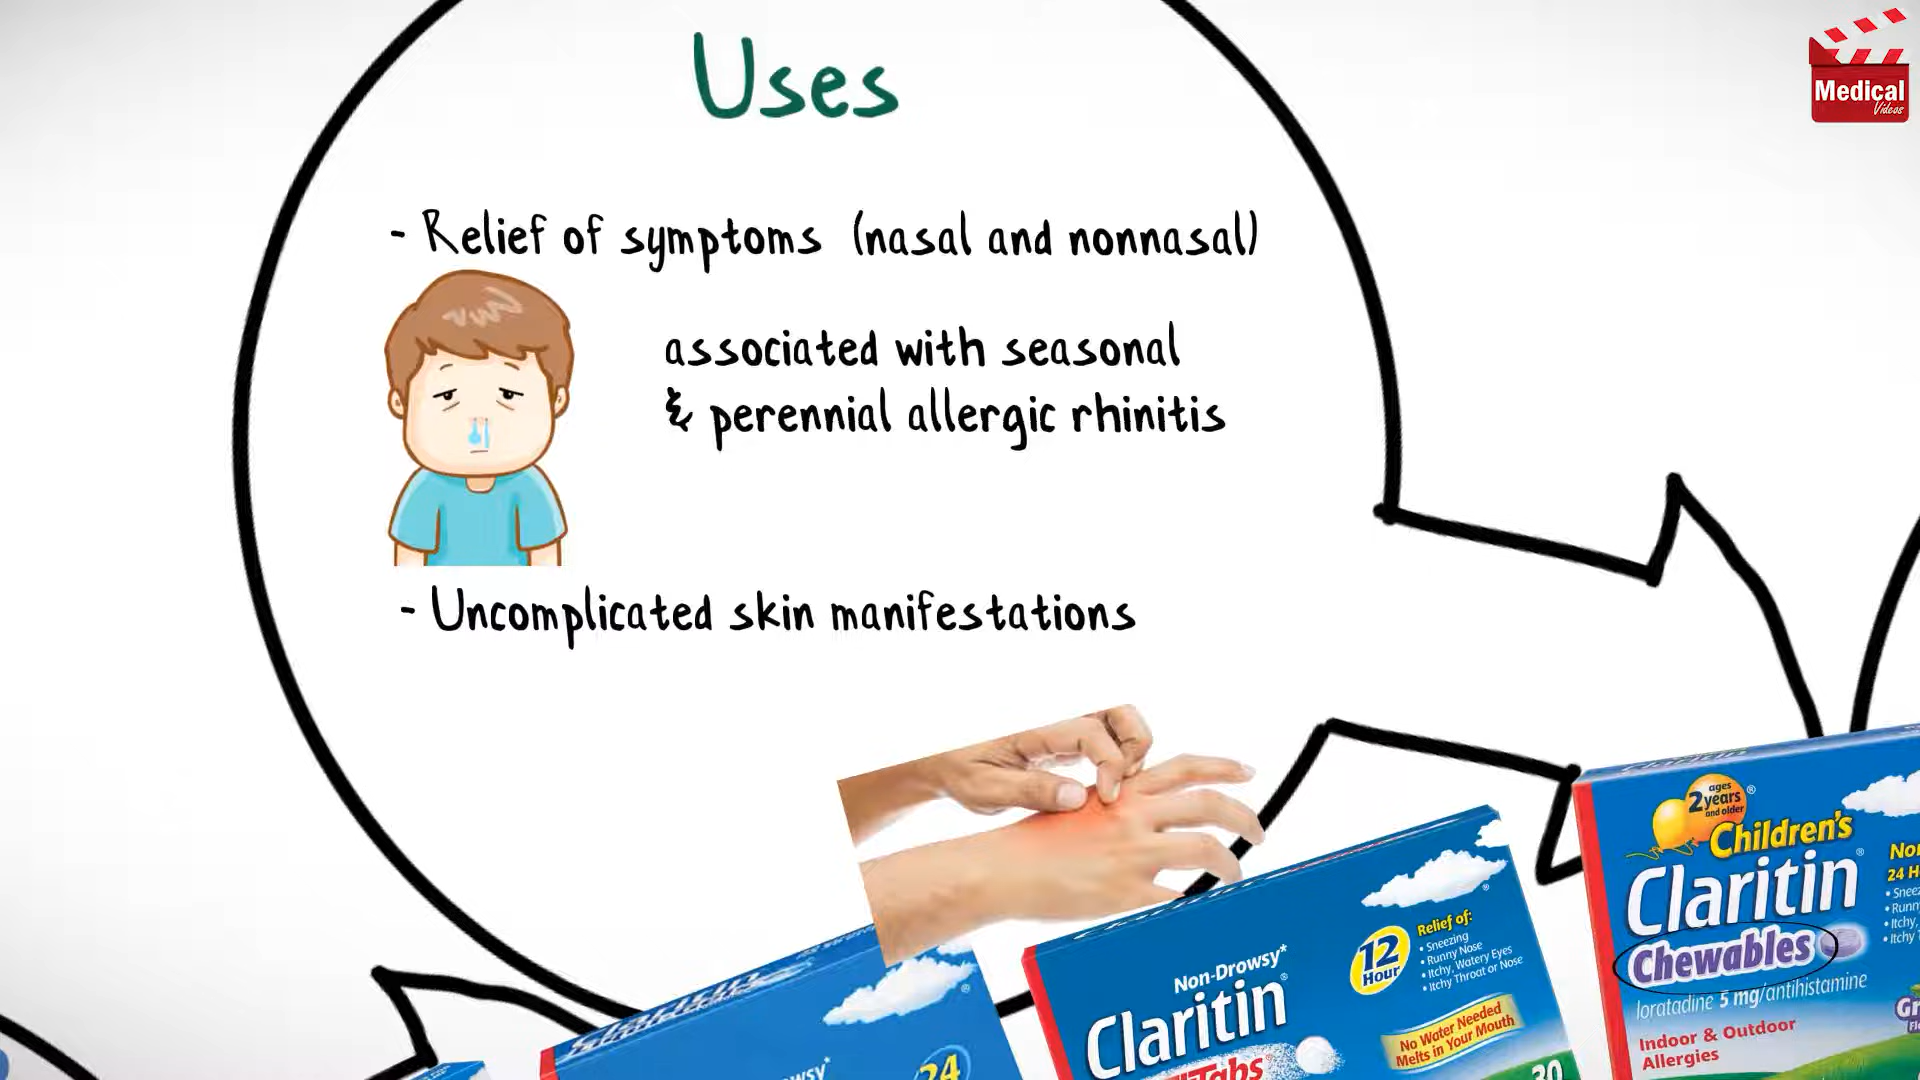 Uses
Medical
Videos
- Relief of symptoms (nasal and nonnasal)
associated with seasonal
& perennial allergic rhinitis
- Uncomplicated skin manifestations
24
Non-Drowsy*
Claritin®
12
Hour
Relief of:
• Sneezing
• Runny Nose
• Itchy, Watery Eyes
• Itchy Throat or Nose
No Water Needed
Melts in Your Mouth
30
ages
2 years
and older
Children's
Claritin®
Chewables
loratadine 5 mg/antihistamine
Indoor & Outdoor
Allergies
24 H